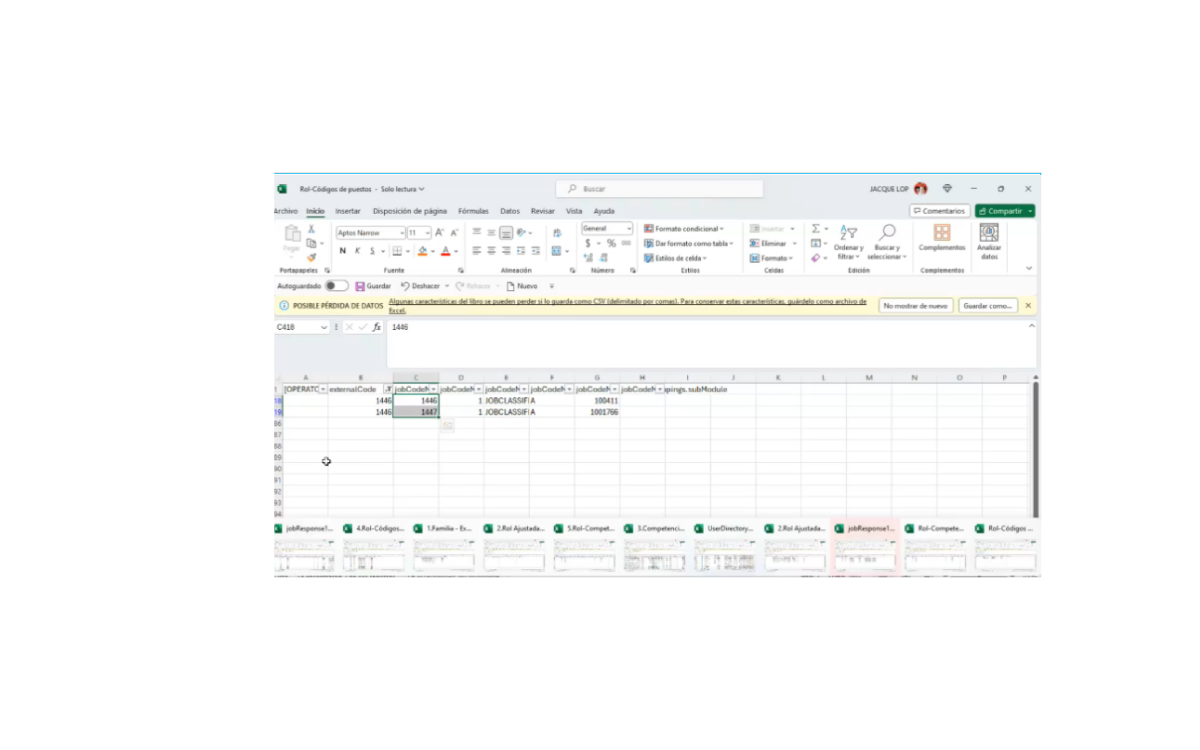 Rol-Códigos de puestos - Solo lectura
Buscar
JACQUE LOP
Archivo Inicio Insertar Disposición de página Fórmulas Datos Revisar Vista Ayuda
Comentarios Compartir
Aptos Narrow 11
General
Formato condicional
Insertar
N K S
$ % 000
Dar formato como tabla
Eliminar
Ordenar y filtrar
Buscar y seleccionar
Complementos
Analizar datos
Estilos de celda
Formato
Portapapeles Fuente Alineación Número Estilos Celdas Edición Complementos
Autoguardado Guardar Deshacer Rehacer Nuevo
POSIBLE PÉRDIDA DE DATOS Algunas características del libro se pueden perder si lo guarda como CSV (delimitado por comas). Para conservar estas características, guárdelo como archivo de
Excel.
No mostrar de nuevo Guardar como...
C418 fx 1446
A B C D E F G H I J K L M N O P
[OPERATO externalCode jobCodeN jobCodeN jobCodeN jobCodeN jobCodeN jobCodeN pings. subModule
1446 1446 1 JOBCLASSIFI A 100411
1446 1447 1 JOBCLASSIFI A 1001766
86
87
88
89
90
91
92
93
94
jobResponse1... 4.Rol-Códigos... 1.Familia - Ex... 2.Rol Ajustada... 5.Rol-Compet... 3.Competenci... UserDirectory... 2.Rol Ajustada... jobResponse1... Rol-Compete... Rol-Códigos ...